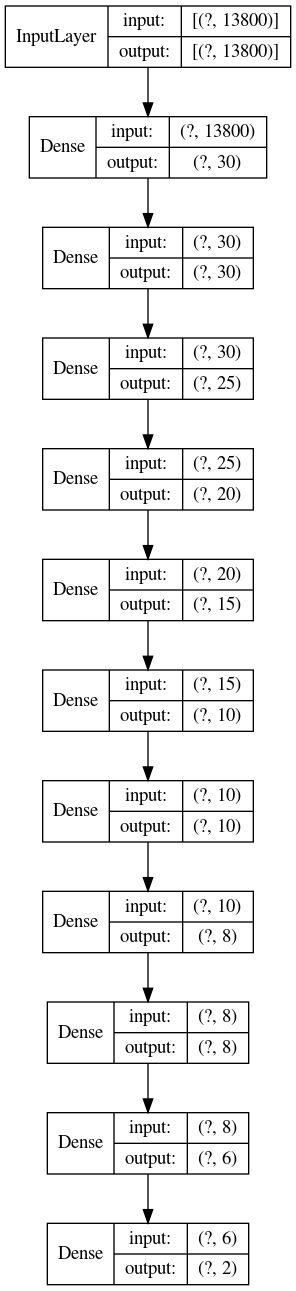 InputLayer
input: [(?, 13800)]
output: [(?, 13800)]
Dense
input: (?, 13800)
output: (?, 30)
Dense
input: (?, 30)
output: (?, 30)
Dense
input: (?, 30)
output: (?, 25)
Dense
input: (?, 25)
output: (?, 20)
Dense
input: (?, 20)
output: (?, 15)
Dense
input: (?, 15)
output: (?, 10)
Dense
input: (?, 10)
output: (?, 10)
Dense
input: (?, 10)
output: (?, 8)
Dense
input: (?, 8)
output: (?, 8)
Dense
input: (?, 8)
output: (?, 6)
Dense
input: (?, 6)
output: (?, 2)